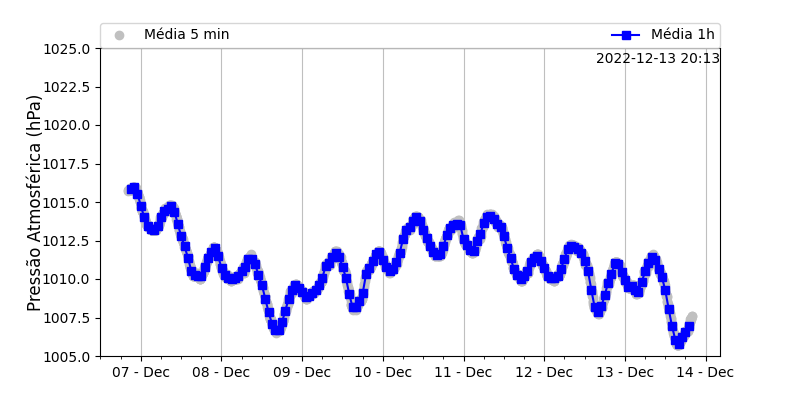 Média 5 min
Média 1h
2022-12-13 20:13
Pressão Atmosférica (hPa)
1025.0
1022.5
1020.0
1017.5
1015.0
1012.5
1010.0
1007.5
1005.0
07 - Dec
08 - Dec
09 - Dec
10 - Dec
11 - Dec
12 - Dec
13 - Dec
14 - Dec